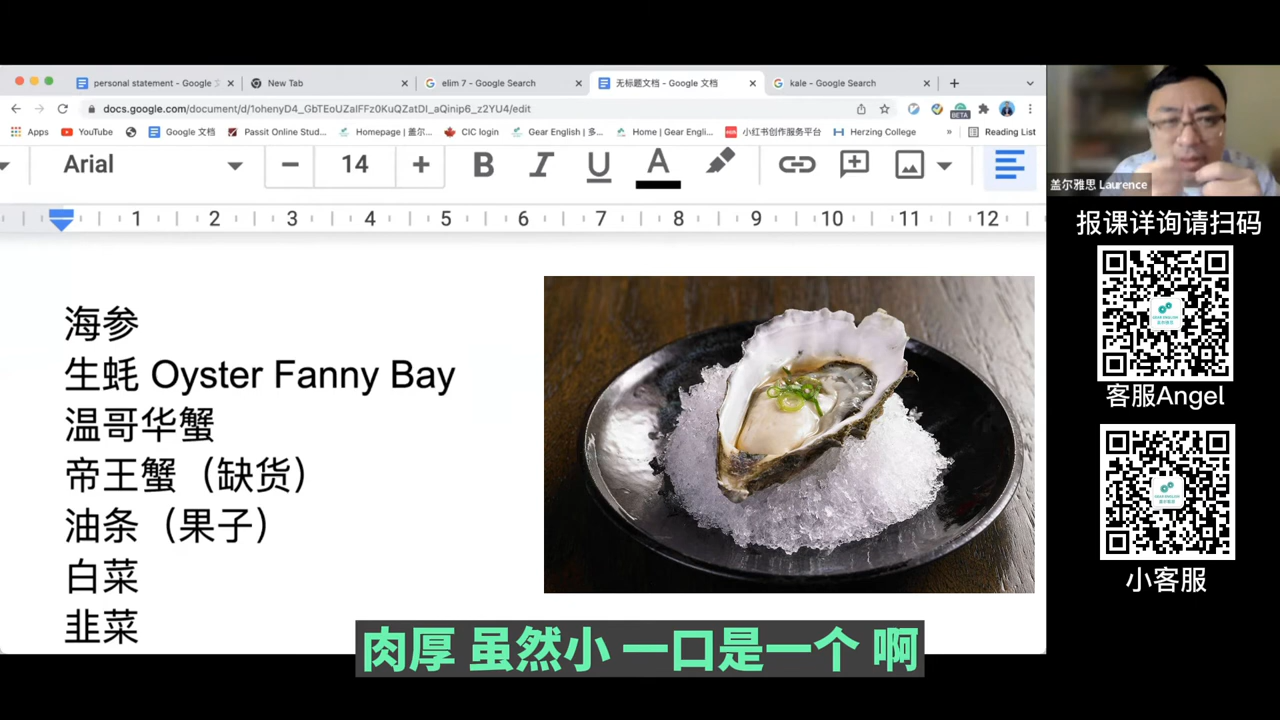 personal statement - Google 文
New Tab
elim 7 - Google Search
无标题文档 - Google 文档
kale - Google Search
docs.google.com/document/d/1ohenyD4_GbTEoUZaIFFz0KuQZatDI_aQinip6_z2YU4/edit
BETA
Apps
YouTube
Google 文档
Passit Online Stud...
Homepage | 盖尔...
CIC login
Gear English | 多...
Home | Gear Engli...
小红书创作服务平台
Herzing College
»
Reading List
Arial
14
B I U A
1 2 3 4 5 6 7 8 9 10 11 12
海参
生蚝 Oyster Fanny Bay
温哥华蟹
帝王蟹（缺货）
油条（果子）
白菜
韭菜
肉厚 虽然小 一口是一个 啊
盖尔雅思 Laurence
报课详询请扫码
客服Angel
小客服